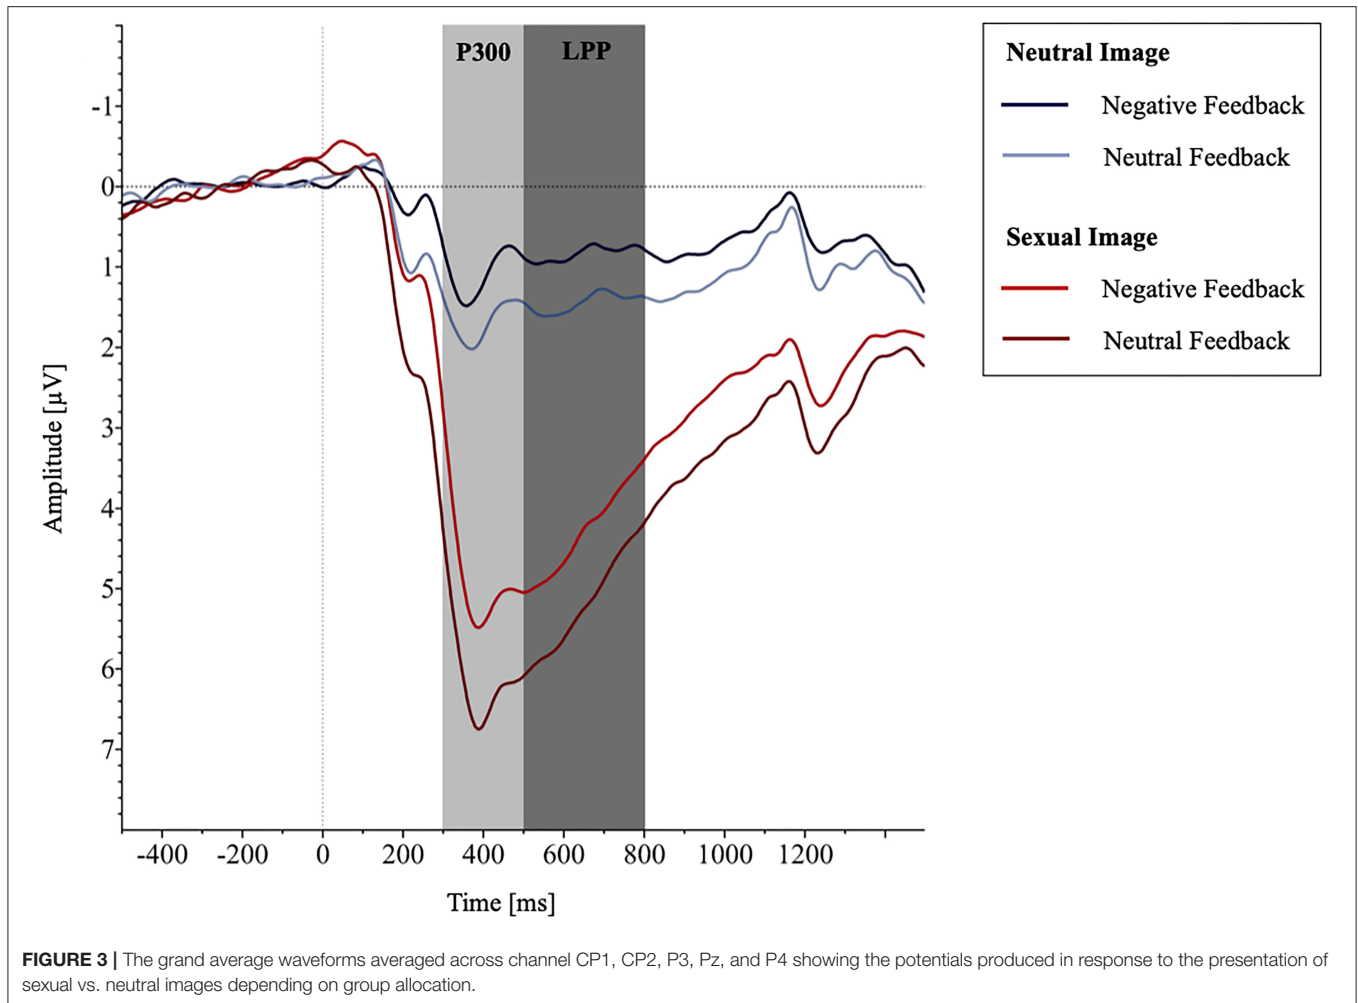 P300 LPP
Neutral Image
Negative Feedback
Neutral Feedback
Sexual Image
Negative Feedback
Neutral Feedback
-1
0
1
2
3
4
5
6
7
Amplitude [µV]
-400 -200 0 200 400 600 800 1000 1200
Time [ms]
FIGURE 3 | The grand average waveforms averaged across channel CP1, CP2, P3, Pz, and P4 showing the potentials produced in response to the presentation of
sexual vs. neutral images depending on group allocation.